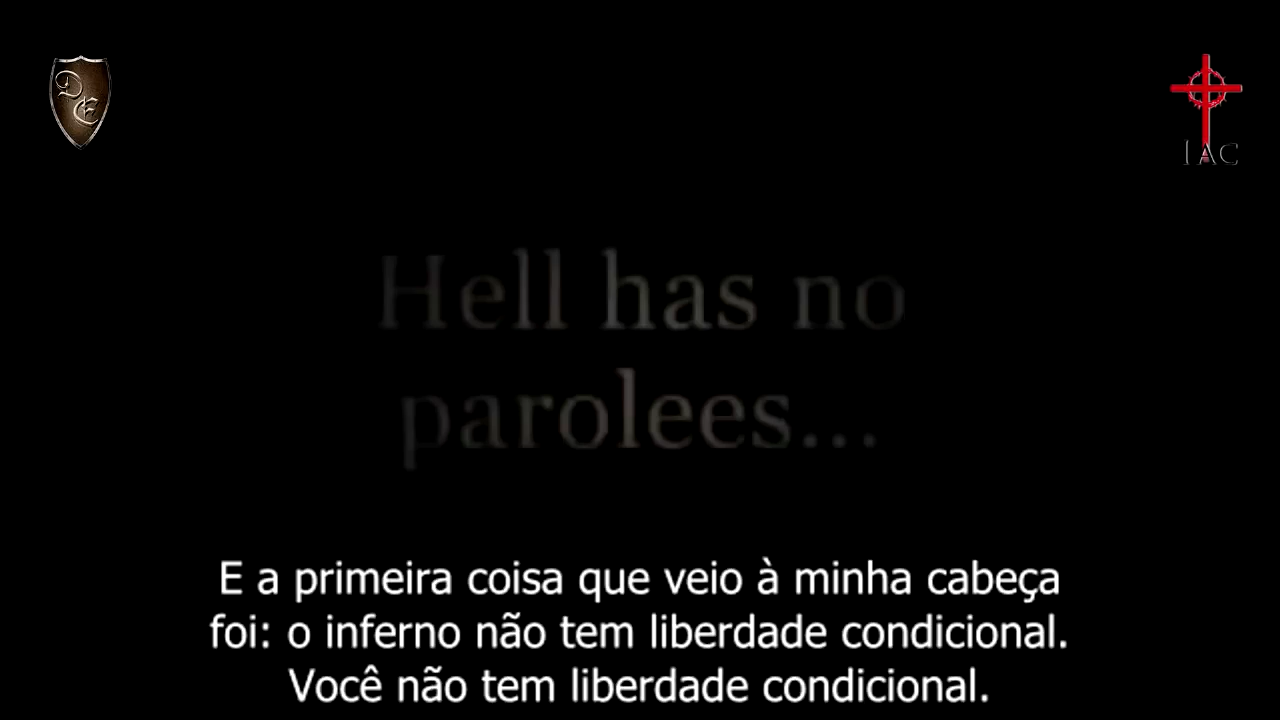 DE
IAC
Hell has no
parolees...
E a primeira coisa que veio à minha cabeça
foi: o inferno não tem liberdade condicional.
Você não tem liberdade condicional.